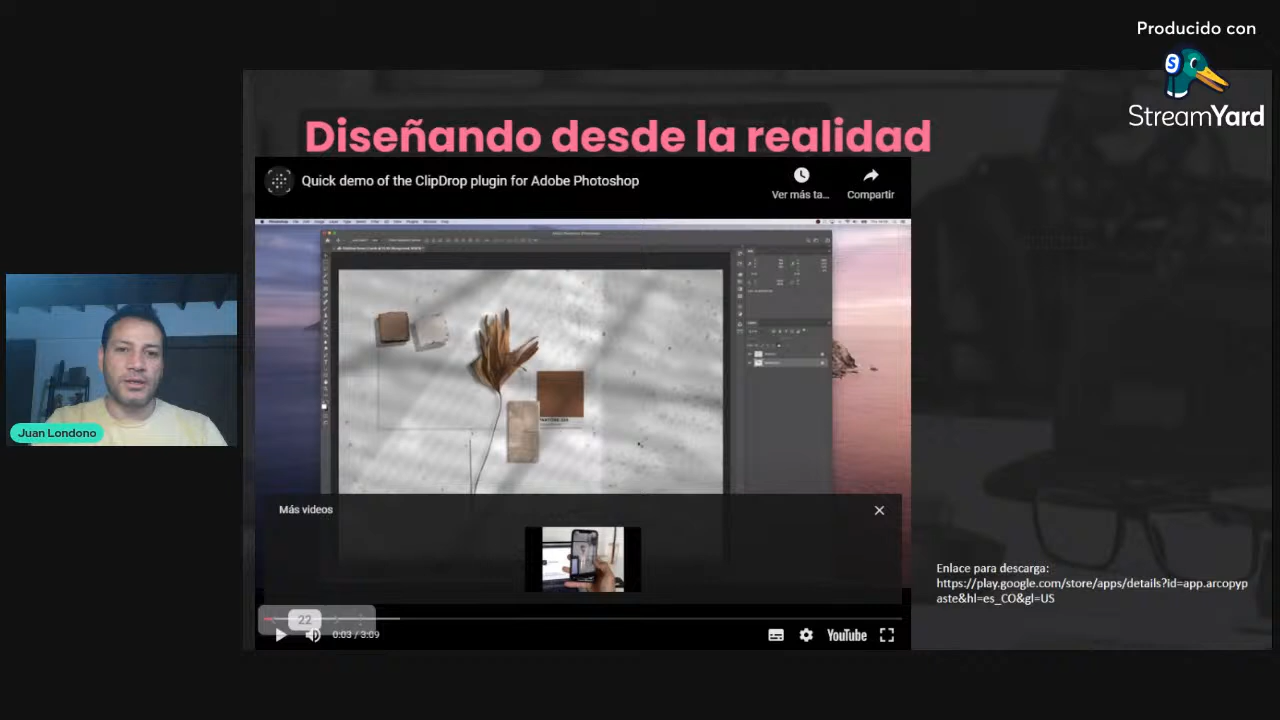 Producido con
StreamYard
Diseñando desde la realidad
Quick demo of the ClipDrop plugin for Adobe Photoshop
Ver más ta...
Compartir
Juan Londono
Más videos
Enlace para descarga:
https://play.google.com/store/apps/details?id=app.arcopyp
aste&hl=es_CO&gl=US
22
0:03 / 3:09
YouTube